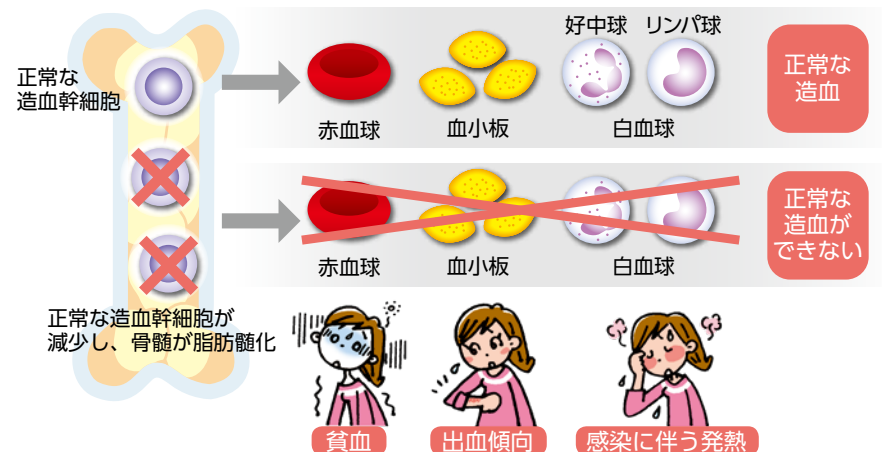 正常な
造血幹細胞
好中球 リンパ球
赤血球
血小板
白血球
正常な
造血
赤血球
血小板
白血球
正常な
造血が
できない
正常な造血幹細胞が
減少し、骨髄が脂肪髄化
貧血
出血傾向
感染に伴う発熱